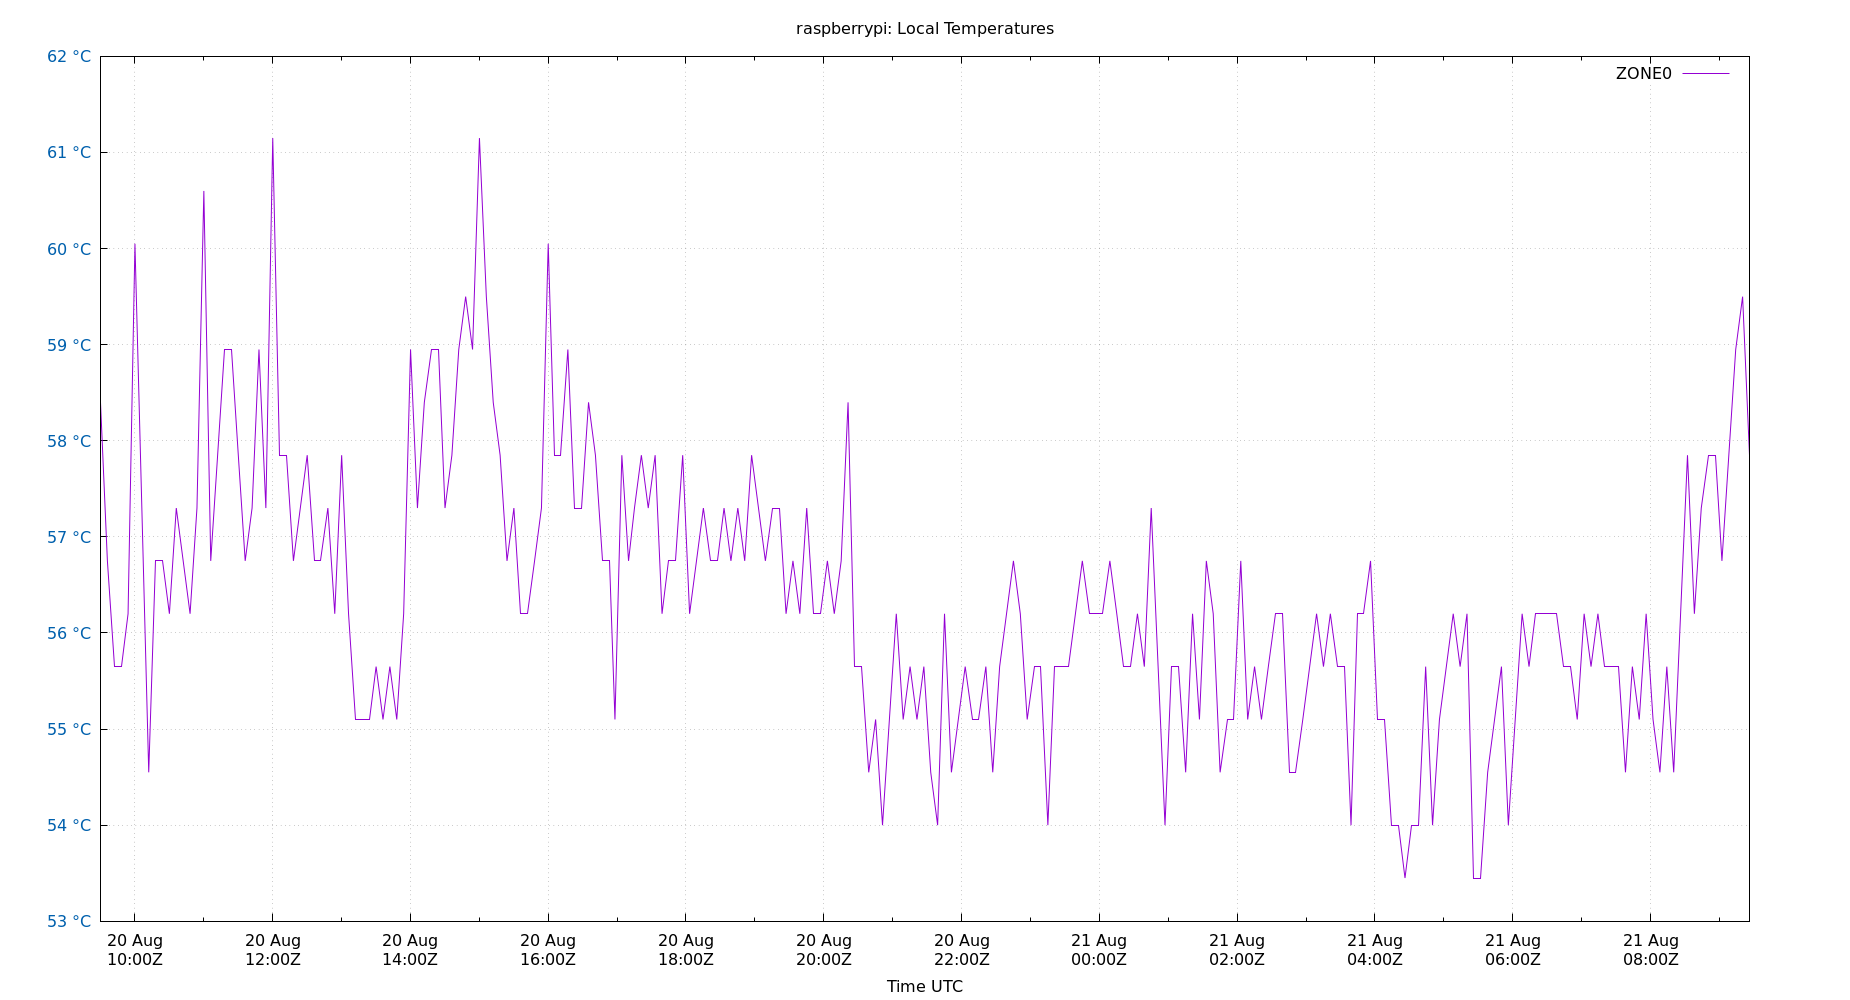 raspberrypi: Local Temperatures
62 °C
ZONE0
61 °C
60 °C
59 °C
58 °C
57 °C
56 °C
55 °C
54 °C
53 °C
20 Aug 20 Aug 20 Aug 20 Aug 20 Aug 20 Aug 20 Aug 21 Aug 21 Aug 21 Aug 21 Aug 21 Aug
10:00Z 12:00Z 14:00Z 16:00Z 18:00Z 20:00Z 22:00Z 00:00Z 02:00Z 04:00Z 06:00Z 08:00Z
Time UTC